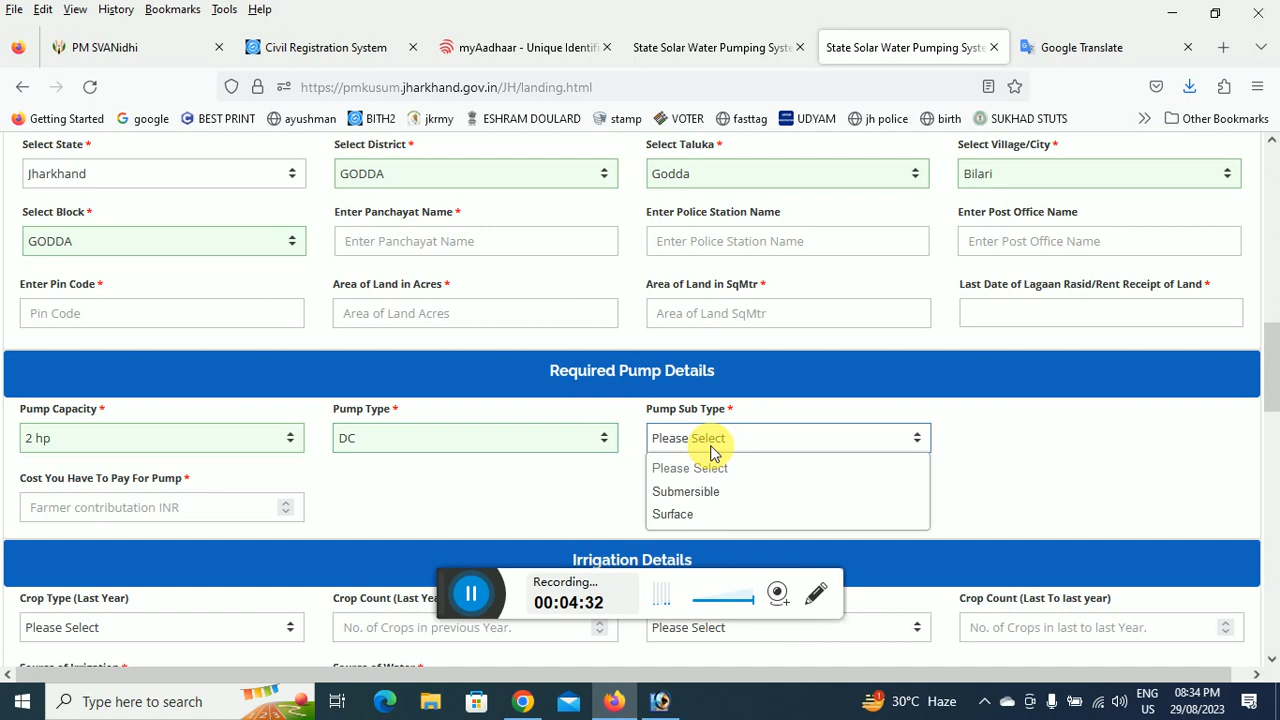 File Edit View History Bookmarks Tools Help
PM SVANidhi
Civil Registration System
myAadhaar - Unique Identifi
State Solar Water Pumping Syste
State Solar Water Pumping Syste
Google Translate
https://pmkusum.jharkhand.gov.in/JH/landing.html
Getting Started google BEST PRINT ayushman BITH2 jkrmy ESHRAM DOULARD stamp VOTER fasttag UDYAM jh police birth SUKHAD STUTS Other Bookmarks
Select State * Select District * Select Taluka * Select Village/City *
Jharkhand GODDA Godda Bilari
Select Block * Enter Panchayat Name * Enter Police Station Name Enter Post Office Name
GODDA Enter Panchayat Name Enter Police Station Name Enter Post Office Name
Enter Pin Code * Area of Land in Acres * Area of Land in SqMtr * Last Date of Lagaan Rasid/Rent Receipt of Land *
Pin Code Area of Land Acres Area of Land SqMtr
Required Pump Details
Pump Capacity * Pump Type * Pump Sub Type *
2 hp DC Please Select
Please Select
Submersible
Surface
Cost You Have To Pay For Pump *
Farmer contribution INR
Irrigation Details
Recording...
00:04:32
Crop Type (Last Year) Crop Count (Last Yea Crop Count (Last To Last year)
Please Select No. of Crops in previous Year. Please Select No. of Crops in last to last Year.
Source of Irrigation * Source of Water *
Type here to search
30°C Haze
ENG
US
08:34 PM
29/08/2023